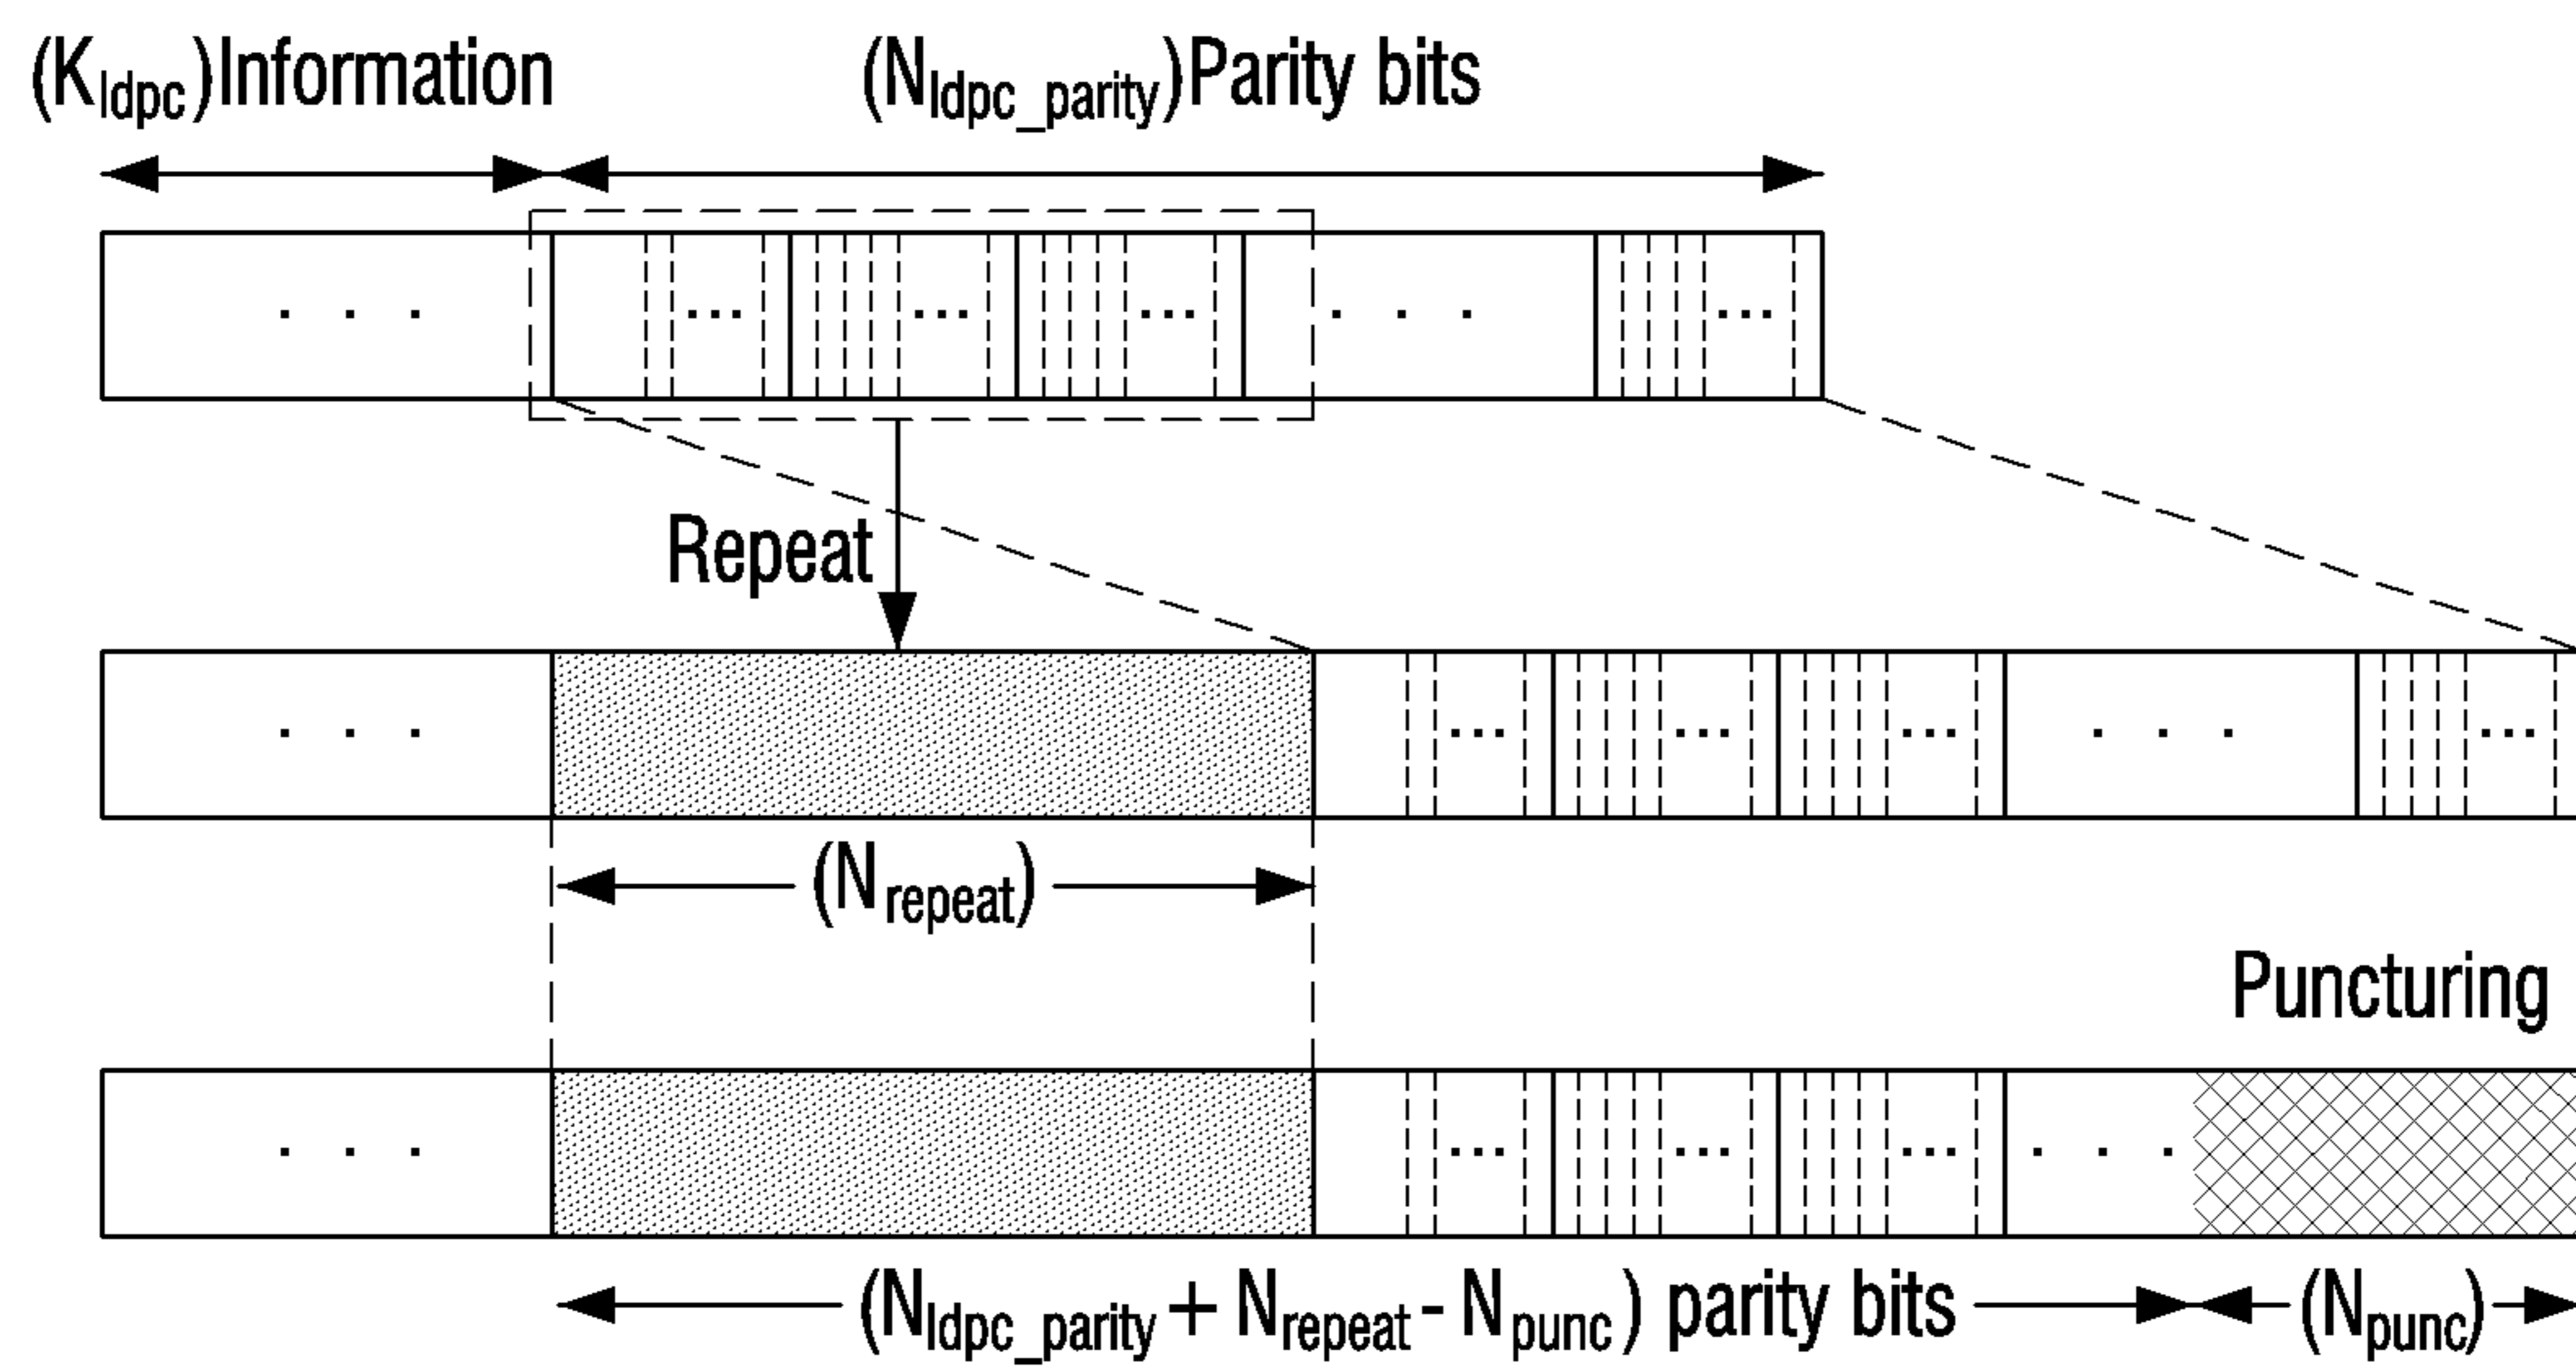 (K_ldpc)Information (N_ldpc_parity)Parity bits
Repeat
(N_repeat)
Puncturing
(N_ldpc_parity + N_repeat - N_punc) parity bits (N_punc)